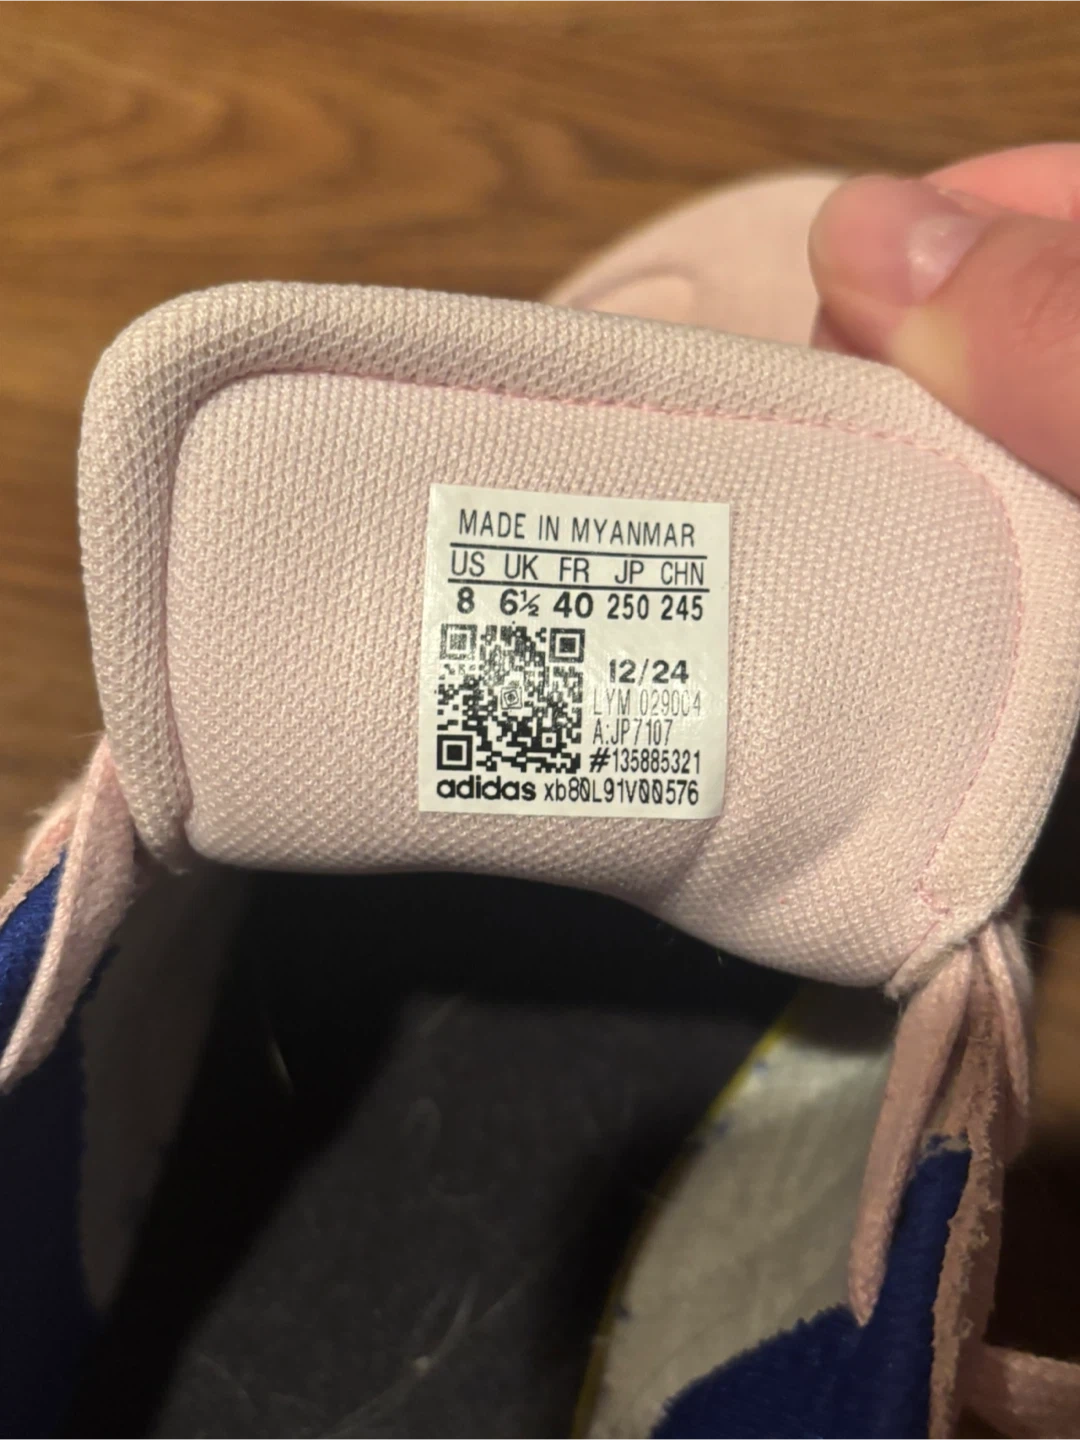 MADE IN MYANMAR
US UK FR JP CHN
8 6½ 40 250 245
12/24
LYM 029004
A:JP7107
#135885321
adidas xb80L91V00576